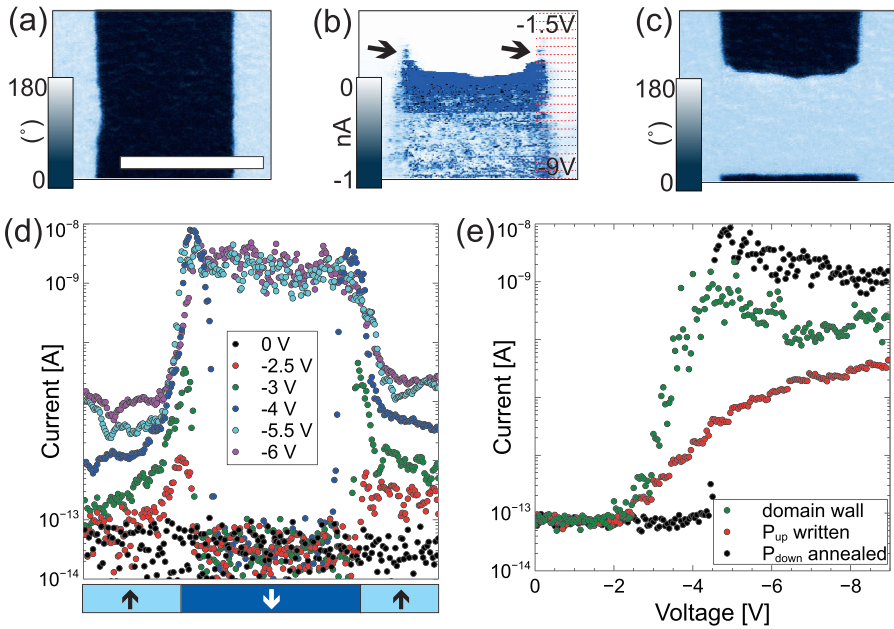 (a)
180
(°)
0
(b)
-1.5V
0
nA
-1
-9V
(c)
180
(°)
0
(d)
10⁻⁸
10⁻⁹
Current [A]
10⁻¹³
10⁻¹⁴
0 V
-2.5 V
-3 V
-4 V
-5.5 V
-6 V
(e)
10⁻⁸
10⁻⁹
Current [A]
10⁻¹³
10⁻¹⁴
domain wall
Pup written
Pdown annealed
0 -2 -4 -6 -8
Voltage [V]